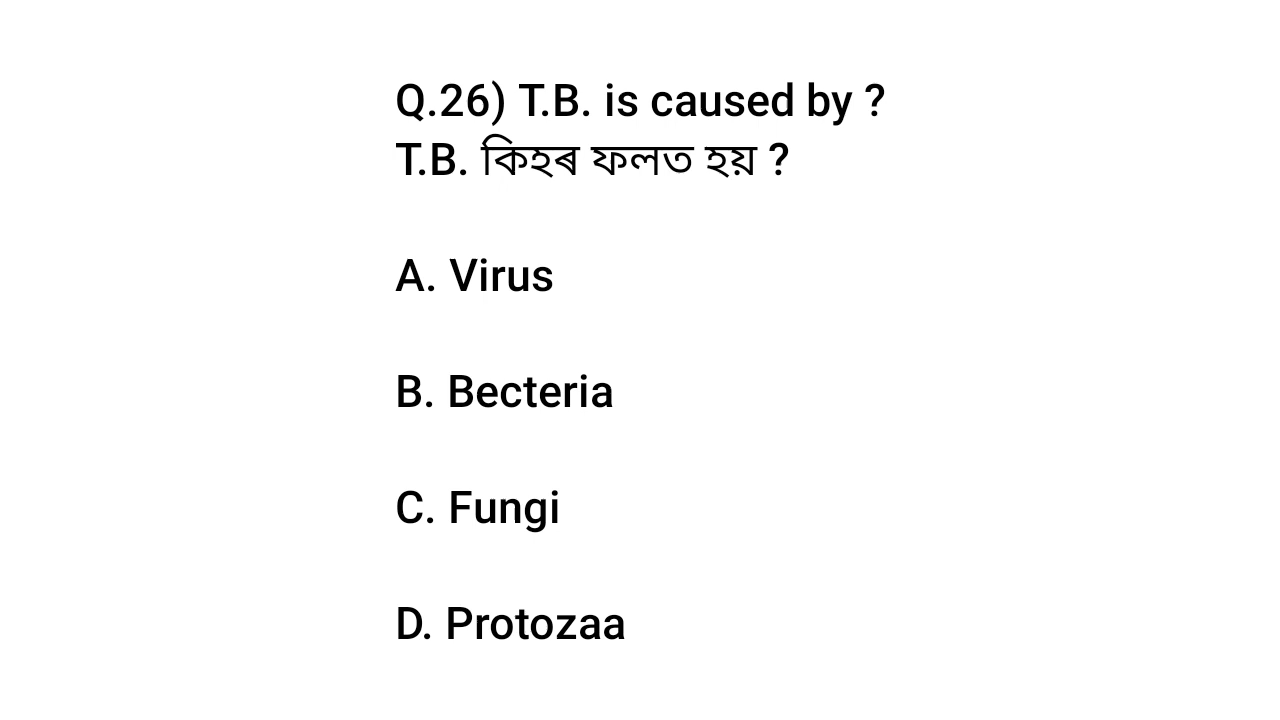 Q.26) T.B. is caused by ?
T.B. কিহৰ ফলত হয় ?
A. Virus
B. Becteria
C. Fungi
D. Protozaa